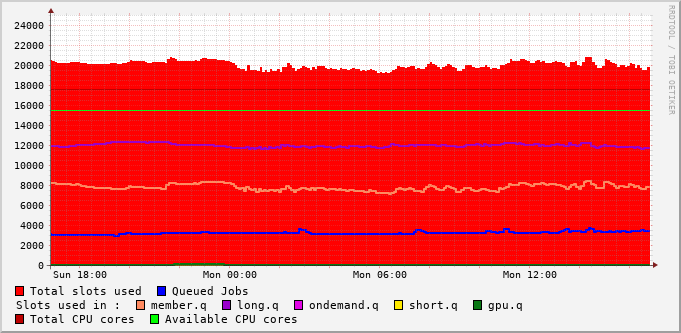 RRDTOOL / TOBI OETIKER
24000
22000
20000
18000
16000
14000
12000
10000
8000
6000
4000
2000
0
Sun 18:00 Mon 00:00 Mon 06:00 Mon 12:00
Total slots used Queued Jobs
Slots used in : member.q long.q ondemand.q short.q gpu.q
Total CPU cores Available CPU cores